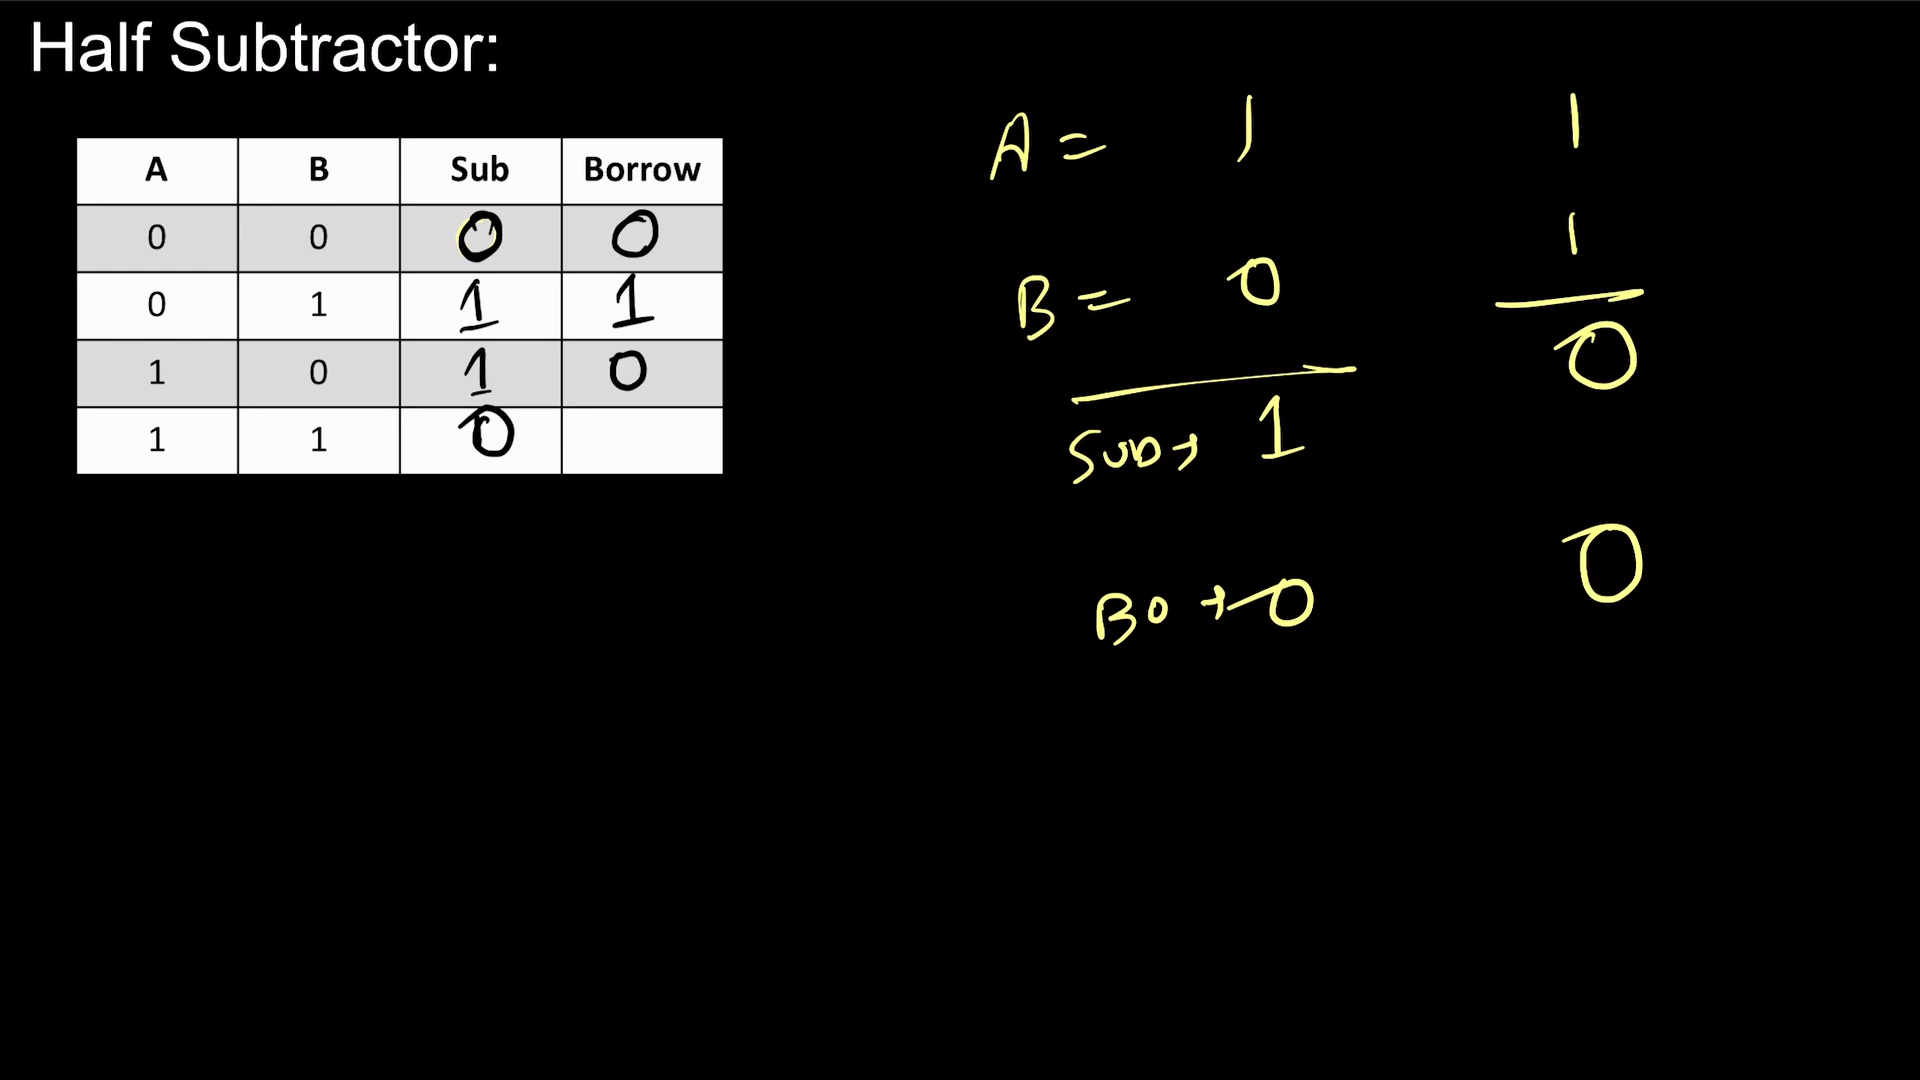 Half Subtractor:
A B Sub Borrow
0 0 0 0
0 1 1 1
1 0 1 0
1 1 0
A = 1 1
B = 0 1
0
Sub → 1
Bo → 0 0